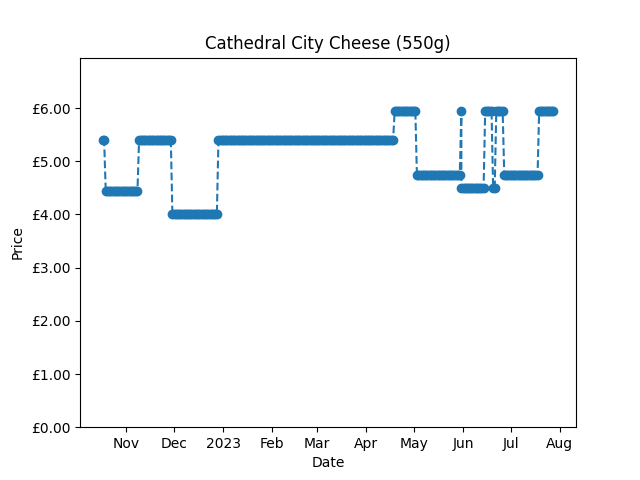 Cathedral City Cheese (550g)
£6.00
£5.00
£4.00
£3.00
£2.00
£1.00
£0.00
Price
Nov Dec 2023 Feb Mar Apr May Jun Jul Aug
Date